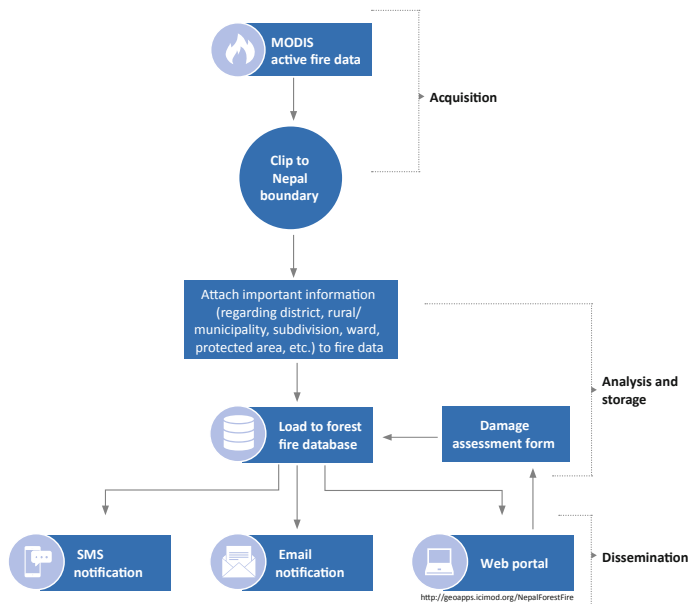 MODIS
active fire data
Acquisition
Clip to
Nepal
boundary
Attach important information
(regarding district, rural/
municipality, subdivision, ward,
protected area, etc.) to fire data
Analysis and
storage
Load to forest
fire database
Damage
assessment form
SMS
notification
Email
notification
Web portal
Dissemination
http://geoapps.icimod.org/NepalForestFire